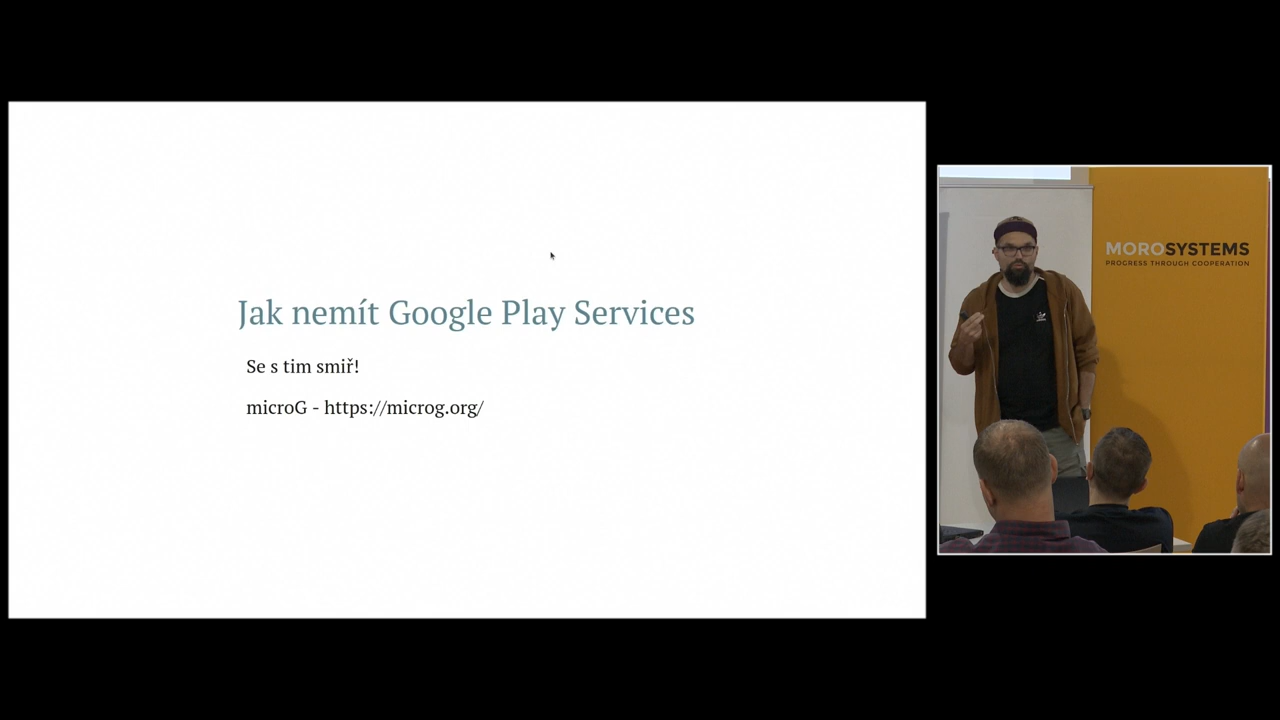 Jak nemít Google Play Services
Se s tim smiř!
microG - https://microg.org/
MOROSYSTEMS
PROGRESS THROUGH COOPERATION